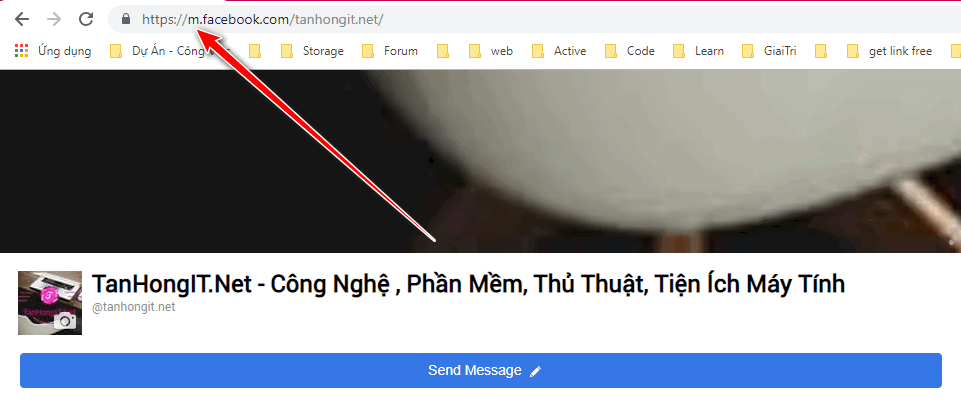 https://m.facebook.com/tanhongit.net/
Ứng dụng Dự Án - Công Storage Forum web Active Code Learn GiaiTri get link free
TanHongIT.Net - Công Nghệ , Phần Mềm, Thủ Thuật, Tiện Ích Máy Tính
@tanhongit.net
Send Message